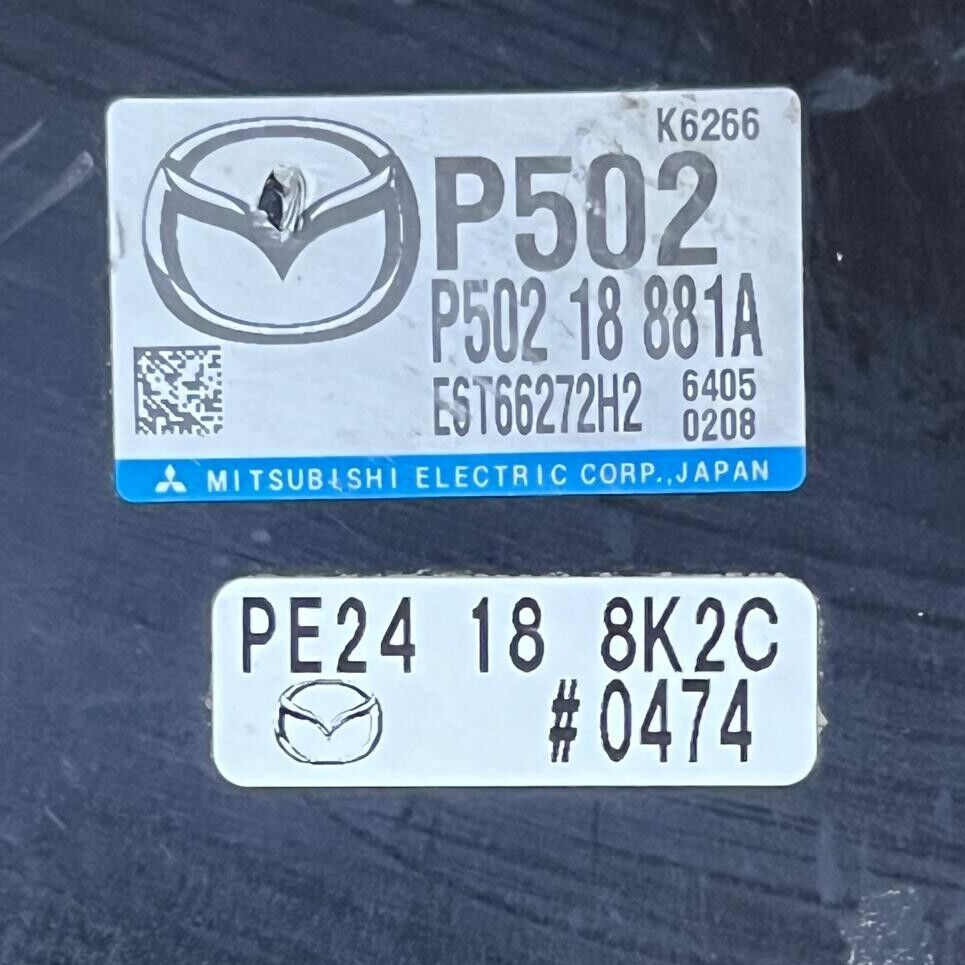 K6266
P502
P502 18 881A
EST66272H2
6405
0208
MITSUBISHI ELECTRIC CORP.,JAPAN
PE24 18 8K2C
#0474